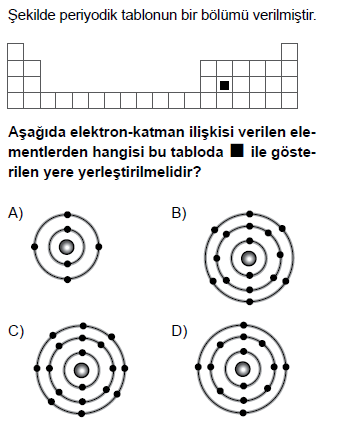 Şekilde periyodik tablonun bir bölümü verilmiştir.
Aşağıda elektron-katman ilişkisi verilen ele-
mentlerden hangisi bu tabloda ■ ile göste-
rilen yere yerleştirilmelidir?
A) B)
C) D)